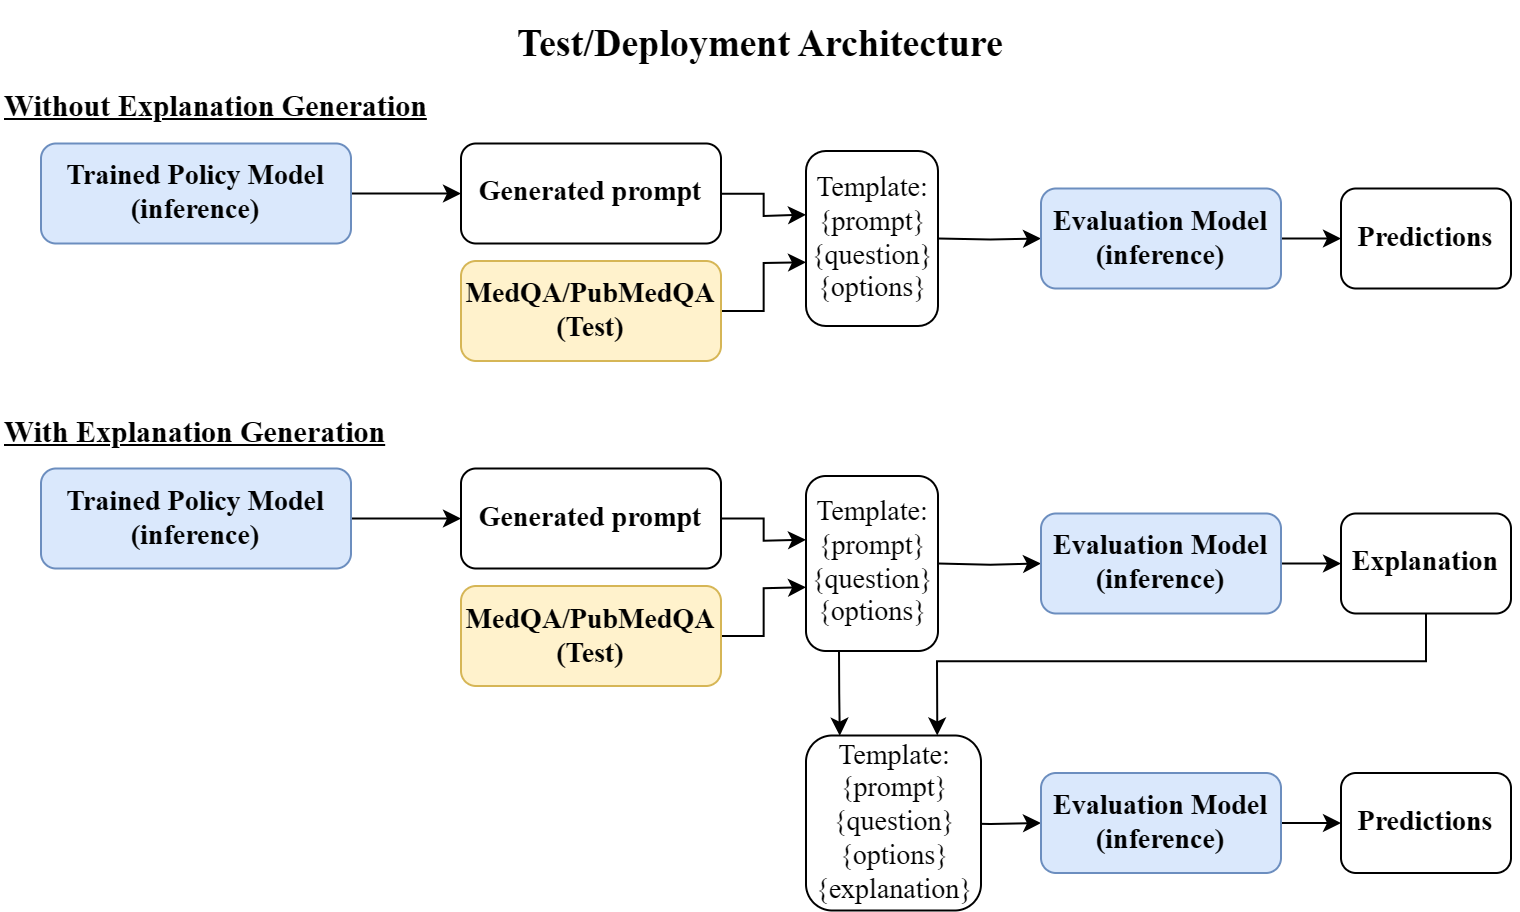 Test/Deployment Architecture
Without Explanation Generation
Trained Policy Model
(inference)
Generated prompt
MedQA/PubMedQA
(Test)
Template:
{prompt}
{question}
{options}
Evaluation Model
(inference)
Predictions
With Explanation Generation
Trained Policy Model
(inference)
Generated prompt
MedQA/PubMedQA
(Test)
Template:
{prompt}
{question}
{options}
Evaluation Model
(inference)
Explanation
Template:
{prompt}
{question}
{options}
{explanation}
Evaluation Model
(inference)
Predictions